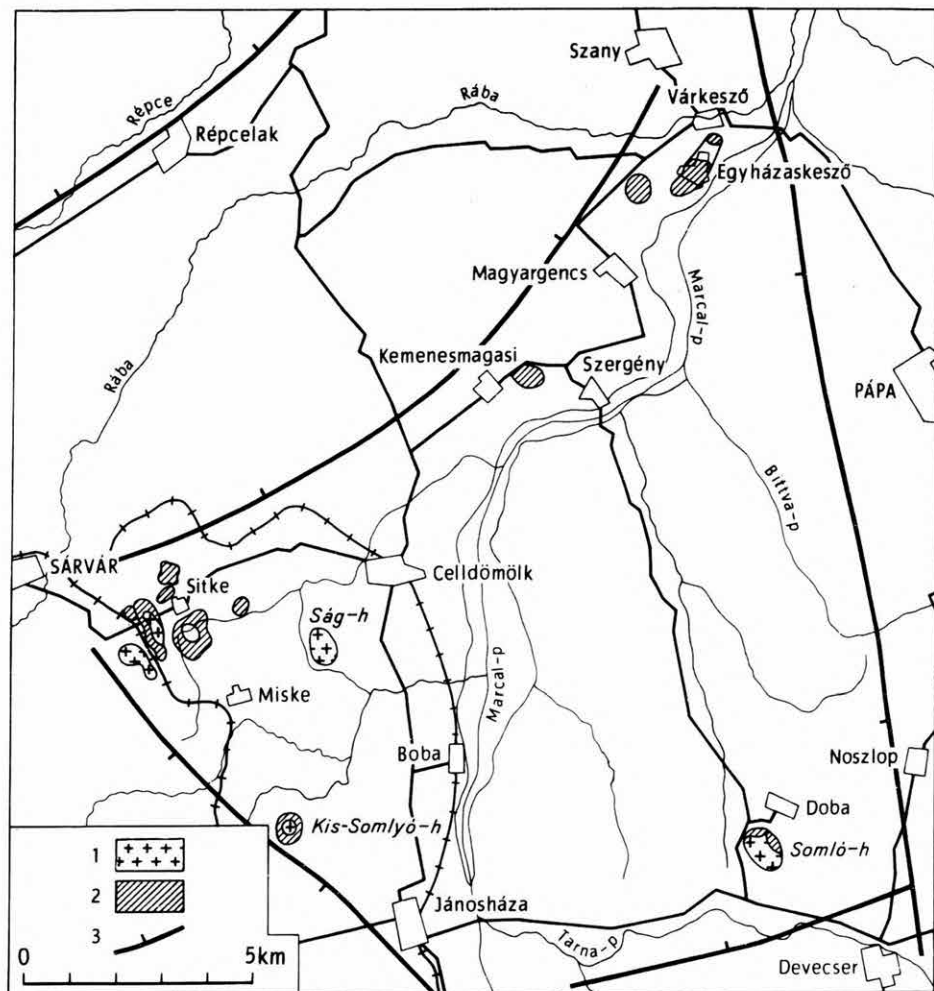 Szany
Várkesző
Répce
Rába
Répcelak
Egyházaskesző
Magyargencs
Marcal-p
Kemenesmagasi
Szergény
Rába
PÁPA
Bittva-p
SÁRVÁR
Celldömölk
Sitke
Ság-h
Miske
Marcal-p
Boba
Noszlop
Doba
Kis-Somlyó-h
Somló-h
1
2
3
Jánosháza
0 5km
Tarna-p
Devecser